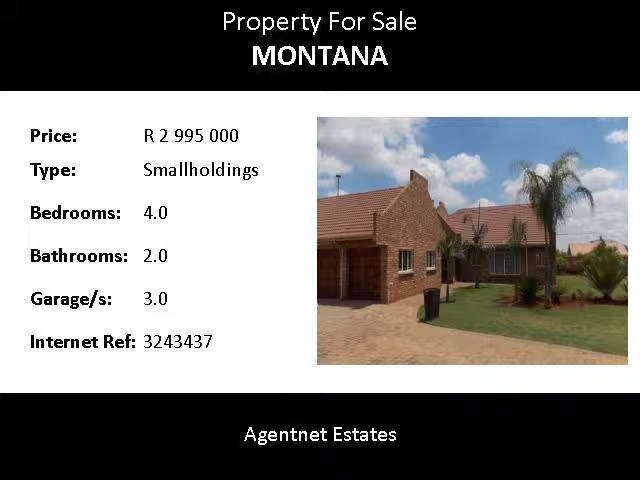 Property For Sale
MONTANA
Price: R 2 995 000
Type: Smallholdings
Bedrooms: 4.0
Bathrooms: 2.0
Garage/s: 3.0
Internet Ref: 3243437
Agentnet Estates